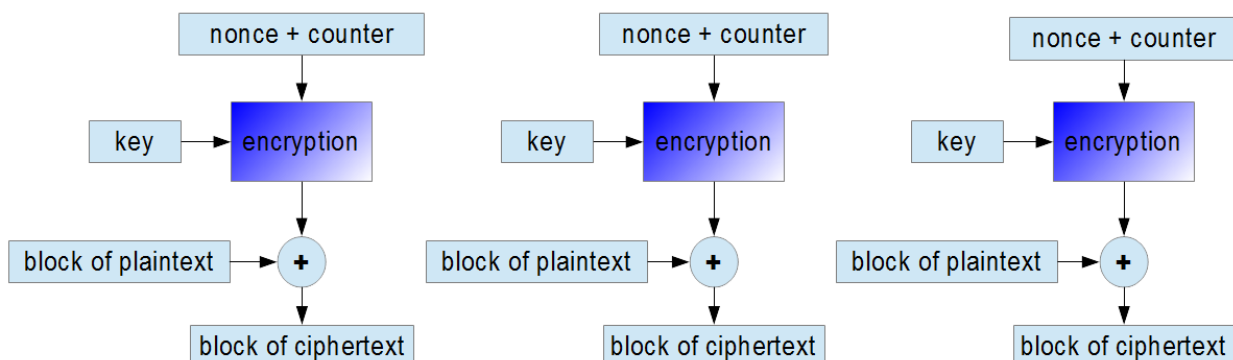 nonce + counter
key
encryption
block of plaintext
+
block of ciphertext
nonce + counter
key
encryption
block of plaintext
+
block of ciphertext
nonce + counter
key
encryption
block of plaintext
+
block of ciphertext